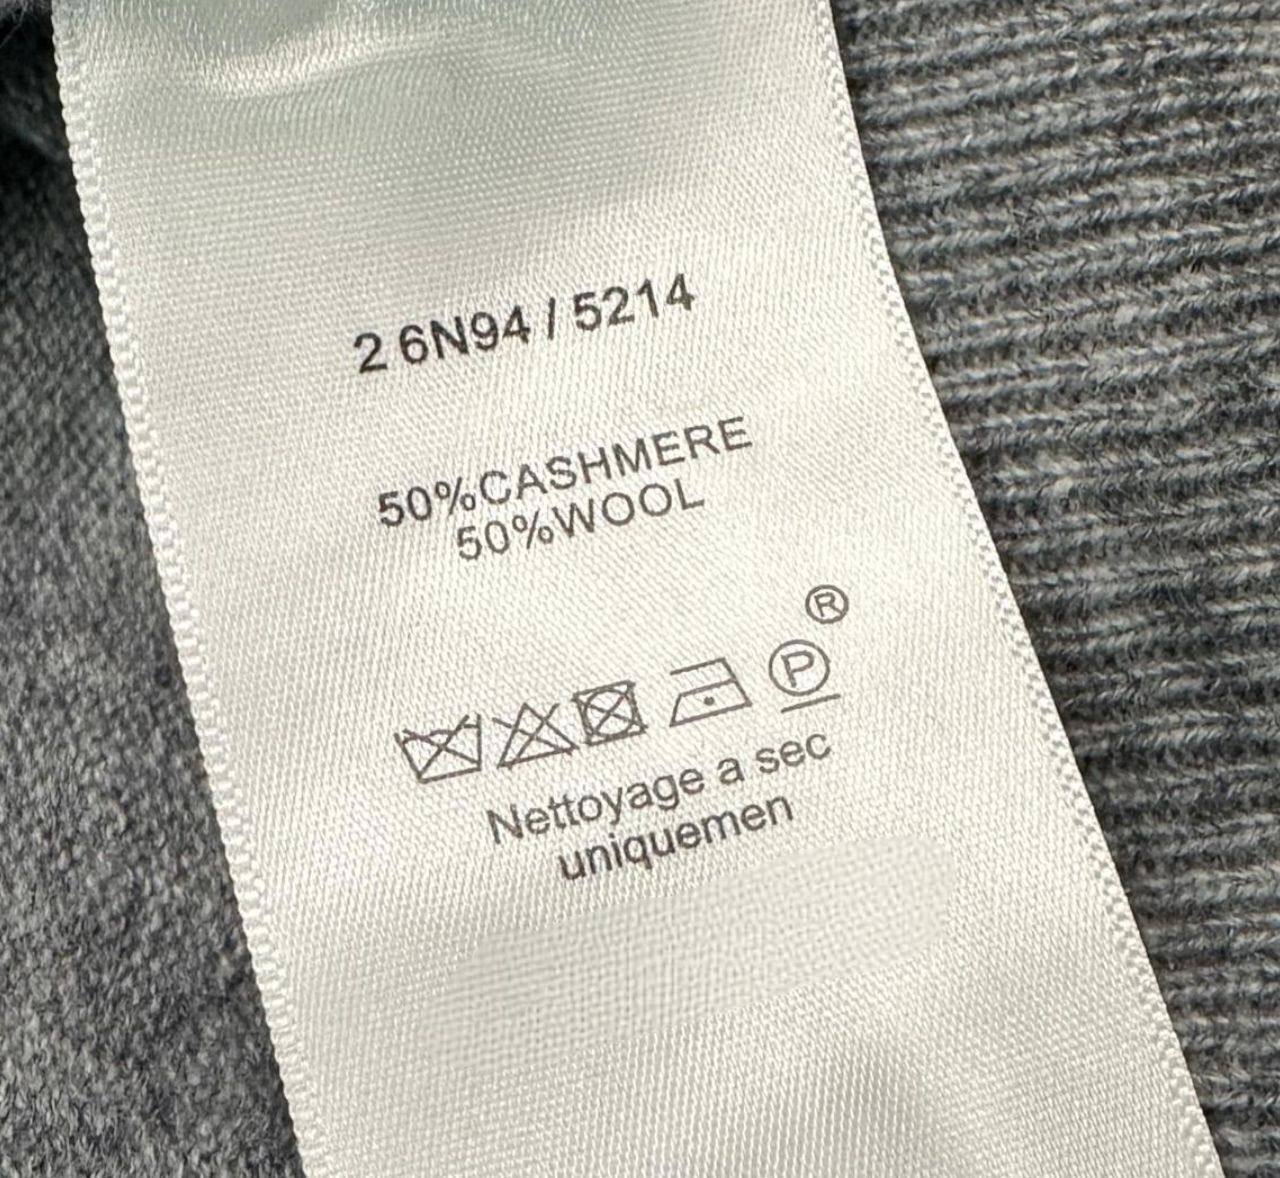 2 6N94 / 5214
50%CASHMERE
50%WOOL
®
P
Nettoyage a sec
uniquemen